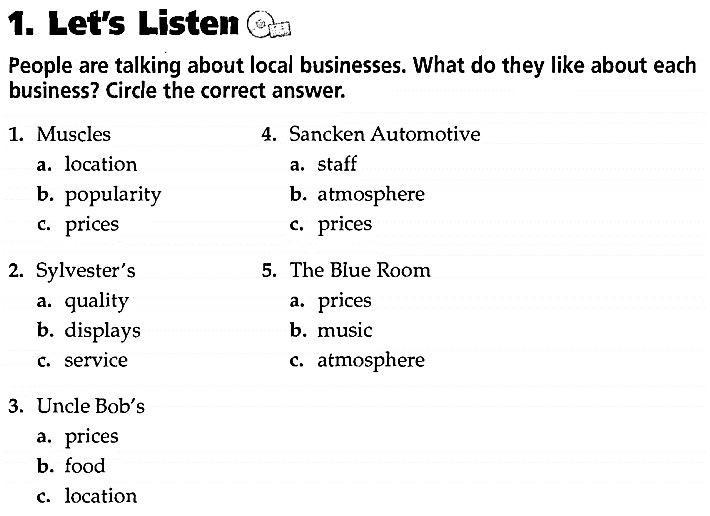 1. Let's Listen
People are talking about local businesses. What do they like about each
business? Circle the correct answer.
1. Muscles
a. location
b. popularity
c. prices
2. Sylvester's
a. quality
b. displays
c. service
3. Uncle Bob's
a. prices
b. food
c. location
4. Sancken Automotive
a. staff
b. atmosphere
c. prices
5. The Blue Room
a. prices
b. music
c. atmosphere